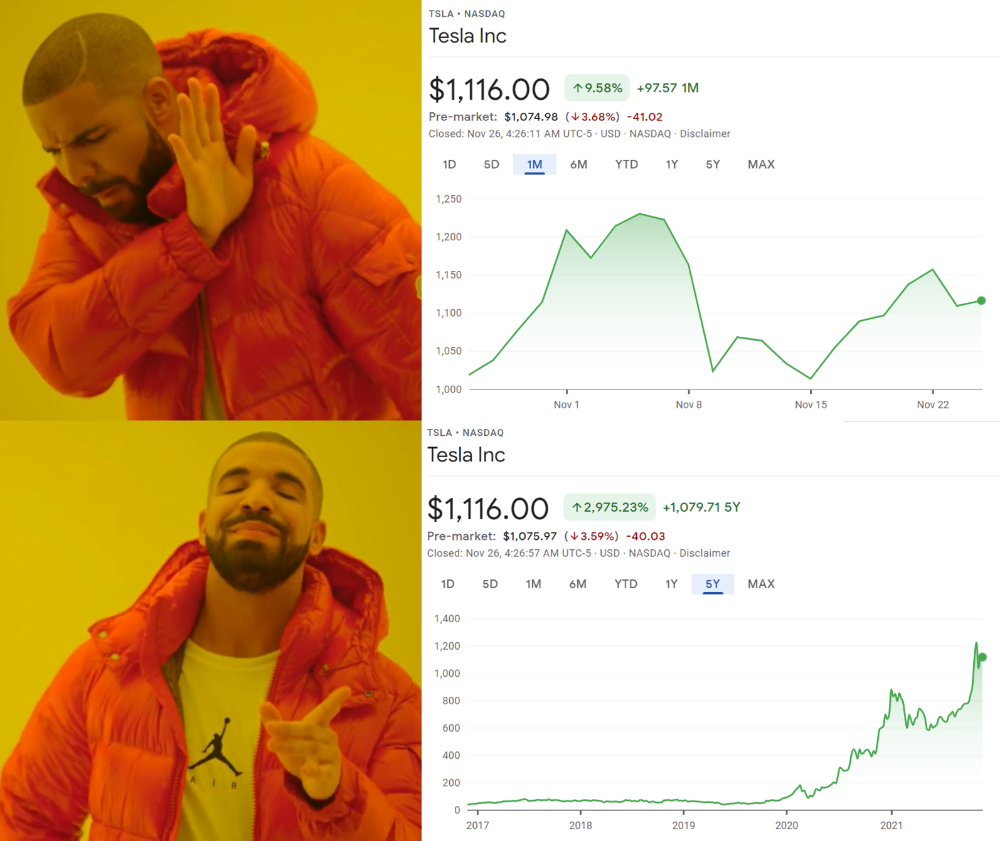 TSLA • NASDAQ
Tesla Inc
$1,116.00 ↑9.58% +97.57 1M
Pre-market: $1,074.98 (↓3.68%) -41.02
Closed: Nov 26, 4:26:11 AM UTC-5 · USD · NASDAQ · Disclaimer
1D 5D 1M 6M YTD 1Y 5Y MAX
1,250
1,200
1,150
1,100
1,050
1,000
Nov 1 Nov 8 Nov 15 Nov 22
TSLA • NASDAQ
Tesla Inc
$1,116.00 ↑2,975.23% +1,079.71 5Y
Pre-market: $1,075.97 (↓3.59%) -40.03
Closed: Nov 26, 4:26:57 AM UTC-5 · USD · NASDAQ · Disclaimer
1D 5D 1M 6M YTD 1Y 5Y MAX
1,400
1,200
1,000
800
600
400
200
0
2017 2018 2019 2020 2021
AIR